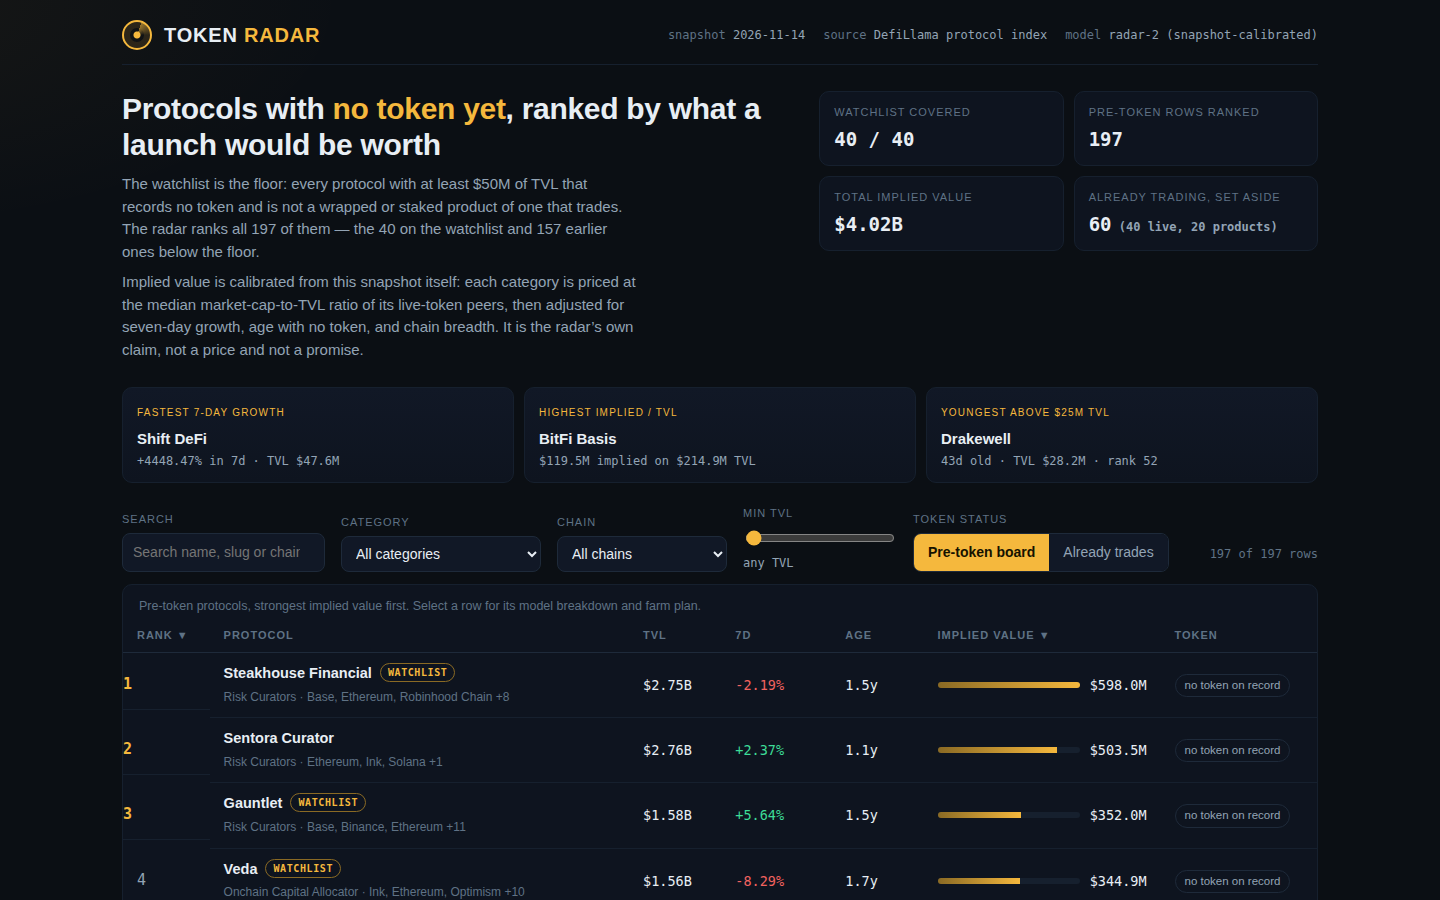 TOKEN RADAR
snapshot 2026-11-14 source DefiLlama protocol index model radar-2 (snapshot-calibrated)
Protocols with no token yet, ranked by what a
launch would be worth
The watchlist is the floor: every protocol with at least $50M of TVL that
records no token and is not a wrapped or staked product of one that trades.
The radar ranks all 197 of them — the 40 on the watchlist and 157 earlier
ones below the floor.
Implied value is calibrated from this snapshot itself: each category is priced at
the median market-cap-to-TVL ratio of its live-token peers, then adjusted for
seven-day growth, age with no token, and chain breadth. It is the radar’s own
claim, not a price and not a promise.
WATCHLIST COVERED
40 / 40
PRE-TOKEN ROWS RANKED
197
TOTAL IMPLIED VALUE
$4.02B
ALREADY TRADING, SET ASIDE
60 (40 live, 20 products)
FASTEST 7-DAY GROWTH
Shift DeFi
+4448.47% in 7d · TVL $47.6M
HIGHEST IMPLIED / TVL
BitFi Basis
$119.5M implied on $214.9M TVL
YOUNGEST ABOVE $25M TVL
Drakewell
43d old · TVL $28.2M · rank 52
SEARCH
Search name, slug or chain
CATEGORY
All categories
CHAIN
All chains
MIN TVL
any TVL
TOKEN STATUS
Pre-token board Already trades
197 of 197 rows
Pre-token protocols, strongest implied value first. Select a row for its model breakdown and farm plan.
RANK ▼ PROTOCOL TVL 7D AGE IMPLIED VALUE ▼ TOKEN
1 Steakhouse Financial WATCHLIST $2.75B -2.19% 1.5y $598.0M no token on record
Risk Curators · Base, Ethereum, Robinhood Chain +8
2 Sentora Curator $2.76B +2.37% 1.1y $503.5M no token on record
Risk Curators · Ethereum, Ink, Solana +1
3 Gauntlet WATCHLIST $1.58B +5.64% 1.5y $352.0M no token on record
Risk Curators · Base, Binance, Ethereum +11
4 Veda WATCHLIST $1.56B -8.29% 1.7y $344.9M no token on record
Onchain Capital Allocator · Ink, Ethereum, Optimism +10